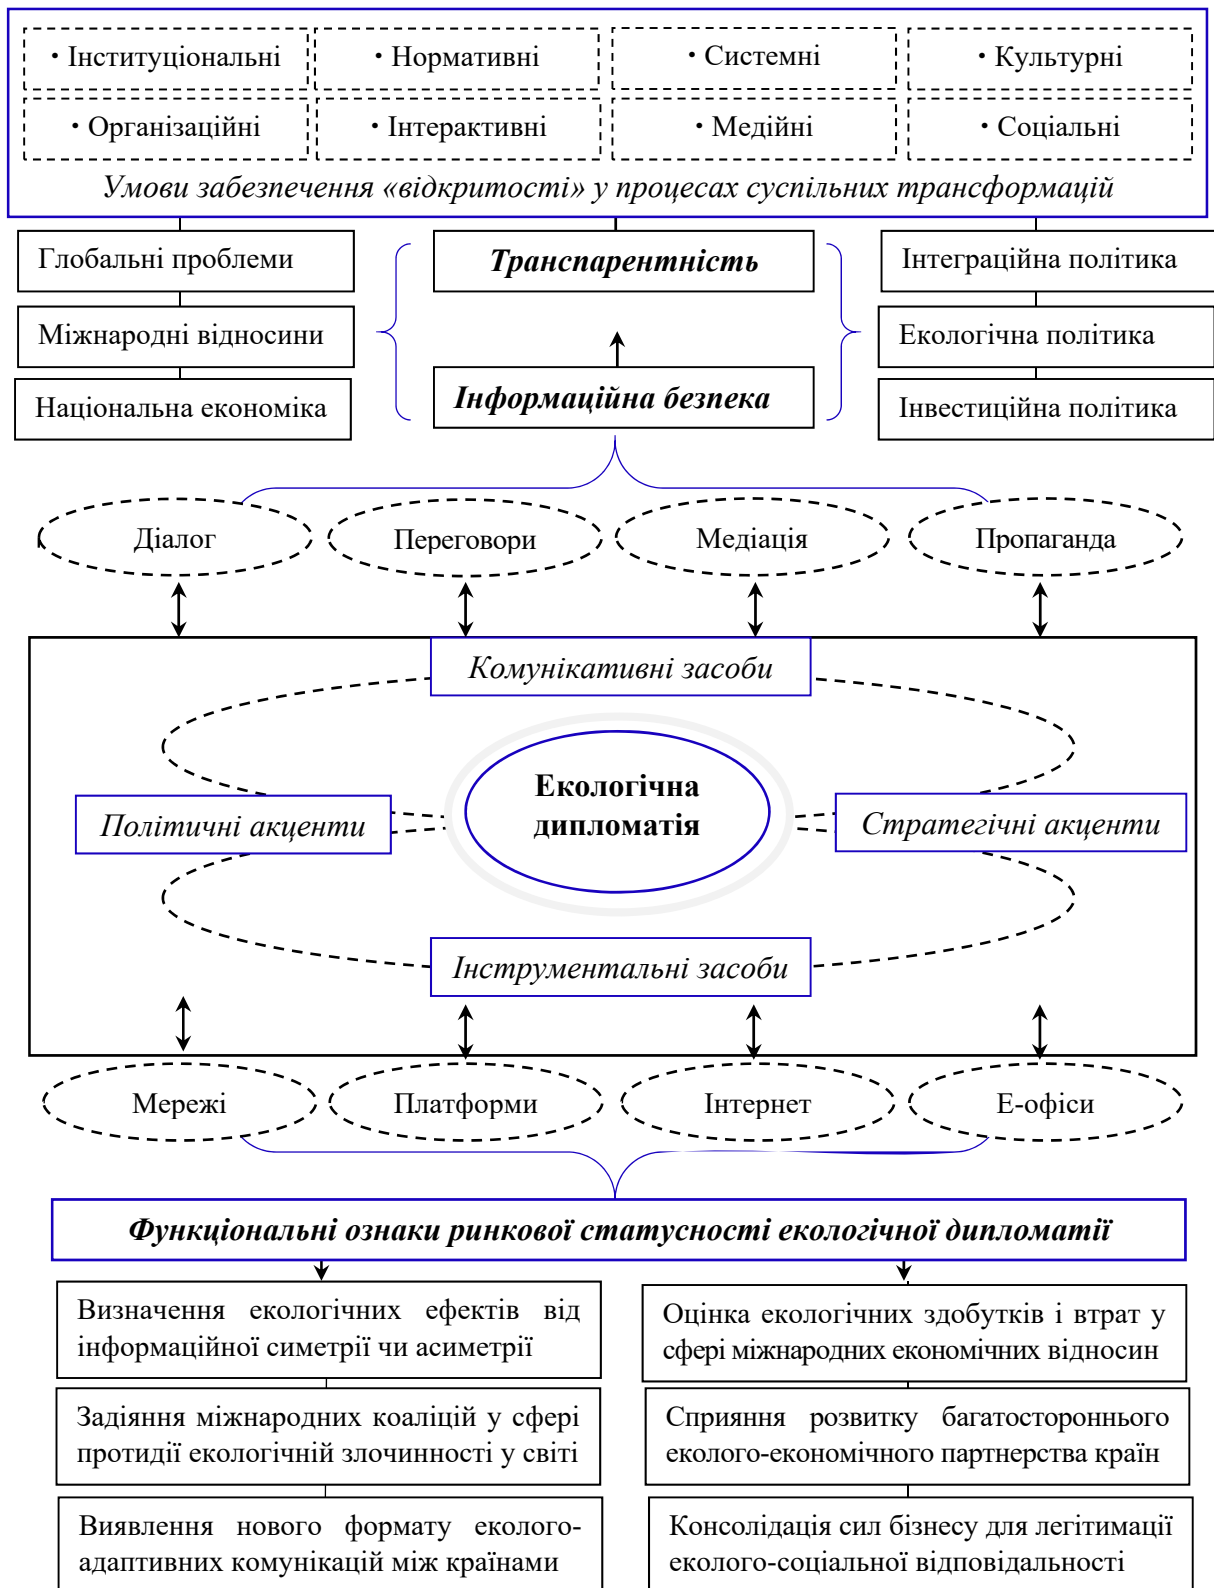 · Інституціональні
· Нормативні
· Системні
· Культурні
· Організаційні
· Інтерактивні
· Медійні
· Соціальні
Умови забезпечення «відкритості» у процесах суспільних трансформацій
Глобальні проблеми
Транспарентність
Інтеграційна політика
Міжнародні відносини
Екологічна політика
Національна економіка
Інформаційна безпека
Інвестиційна політика
Діалог
Переговори
Медіація
Пропаганда
Комунікативні засоби
Екологічна
дипломатія
Політичні акценти
Стратегічні акценти
Інструментальні засоби
Мережі
Платформи
Інтернет
Е-офіси
Функціональні ознаки ринкової статусності екологічної дипломатії
Визначення екологічних ефектів від
інформаційної симетрії чи асиметрії
Оцінка екологічних здобутків і втрат у
сфері міжнародних економічних відносин
Задіяння міжнародних коаліцій у сфері
протидії екологічній злочинності у світі
Сприяння розвитку багатостороннього
еколого-економічного партнерства країн
Виявлення нового формату еколого-
адаптивних комунікацій між країнами
Консолідація сил бізнесу для легітимації
еколого-соціальної відповідальності